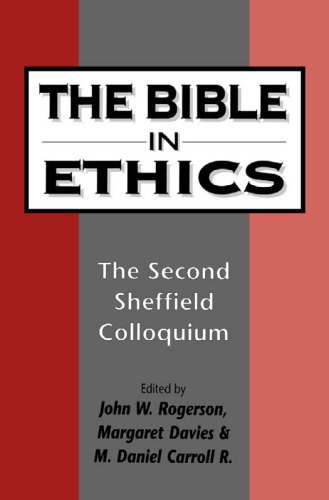 THE BIBLE
IN
ETHICS
The Second
Sheffield
Colloquium
Edited by
John W. Rogerson,
Margaret Davies &
M. Daniel Carroll R.